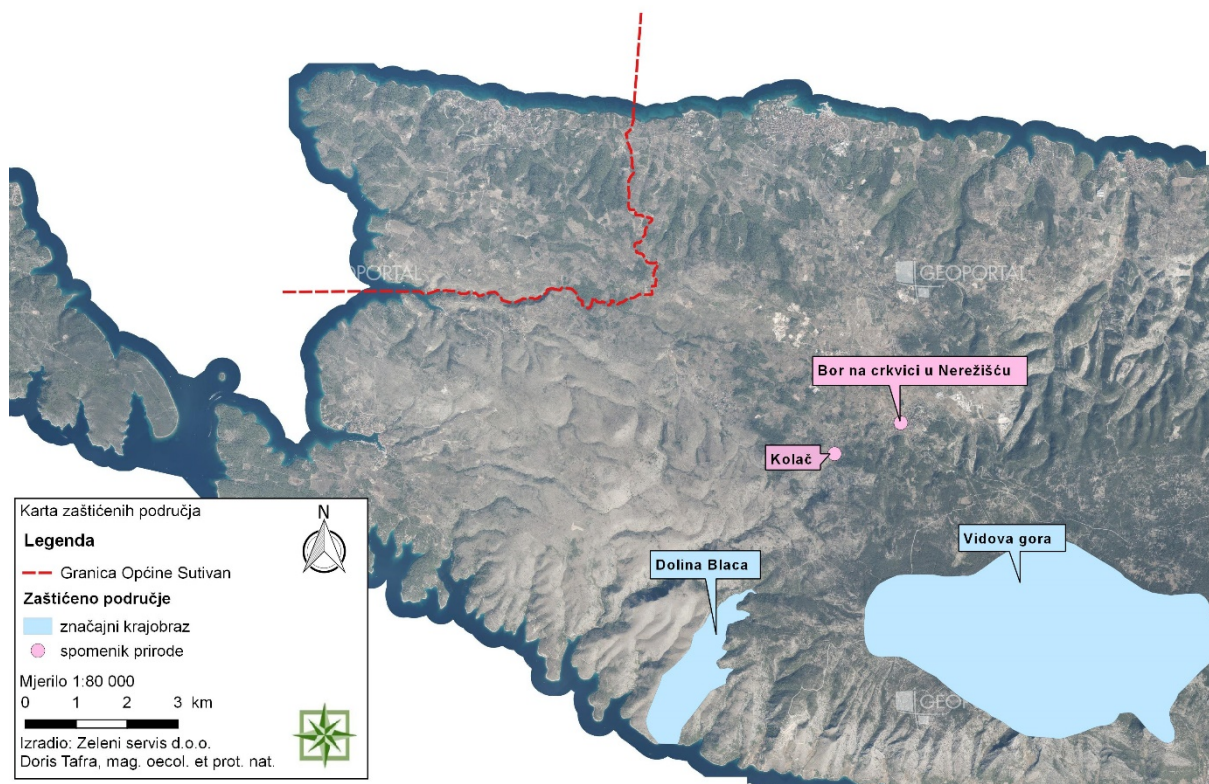 GEOPORTAL
GEOPORTAL
Bor na crkvici u Nerežišću
Kolač
Vidova gora
Dolina Blaca
GEOPORTAL
Karta zaštićenih područja
N
Legenda
Granica Općine Sutivan
Zaštićeno područje
značajni krajobraz
spomenik prirode
Mjerilo 1:80 000
0 1 2 3 km
Izradio: Zeleni servis d.o.o.
Doris Tafra, mag. oecol. et prot. nat.